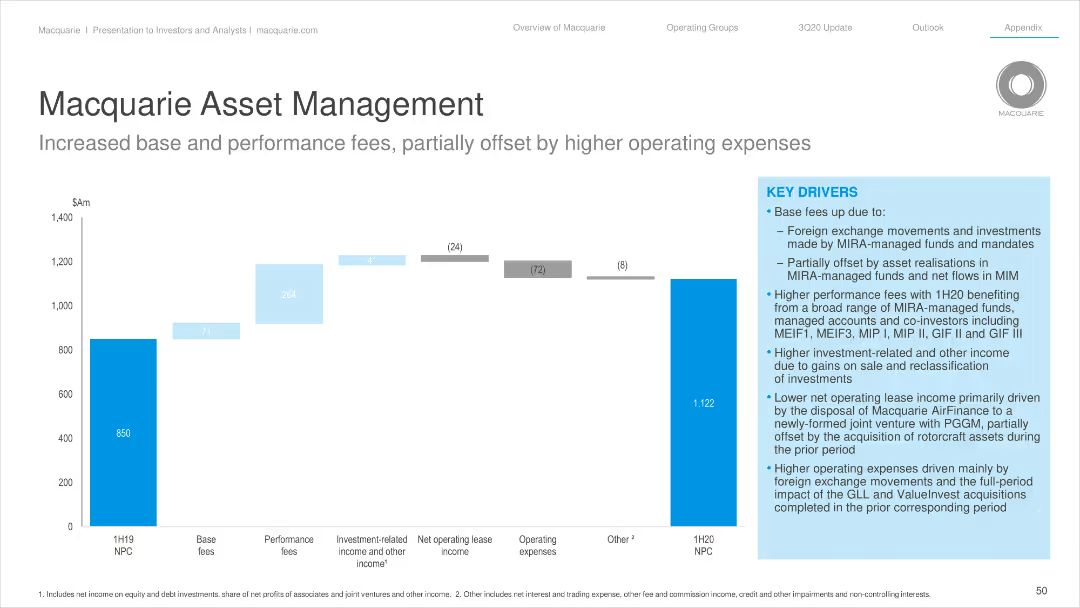 Macquarie | Presentation to Investors and Analysts | macquarie.com
Overview of Macquarie
Operating Groups
3Q20 Update
Outlook
Appendix
MACQUARIE
Macquarie Asset Management
Increased base and performance fees, partially offset by higher operating expenses
$Am
1,400
1,200
1,000
800
600
400
200
0
850
71
264
(24)
(72)
(8)
1,122
1H19
NPC
Base
fees
Performance
fees
Investment-related
income and other
income¹
Net operating lease
income
Operating
expenses
Other ²
1H20
NPC
KEY DRIVERS
• Base fees up due to:
– Foreign exchange movements and investments
made by MIRA-managed funds and mandates
– Partially offset by asset realisations in
MIRA-managed funds and net flows in MIM
• Higher performance fees with 1H20 benefiting
from a broad range of MIRA-managed funds,
managed accounts and co-investors including
MEIF1, MEIF3, MIP I, MIP II, GIF II and GIF III
• Higher investment-related and other income
due to gains on sale and reclassification
of investments
• Lower net operating lease income primarily driven
by the disposal of Macquarie AirFinance to a
newly-formed joint venture with PGGM, partially
offset by the acquisition of rotorcraft assets during
the prior period
• Higher operating expenses driven mainly by
foreign exchange movements and the full-period
impact of the GLL and ValueInvest acquisitions
completed in the prior corresponding period
1. Includes net income on equity and debt investments, share of net profits of associates and joint ventures and other income. 2. Other includes net interest and trading expense, other fee and commission income, credit and other impairments and non-controlling interests.
50